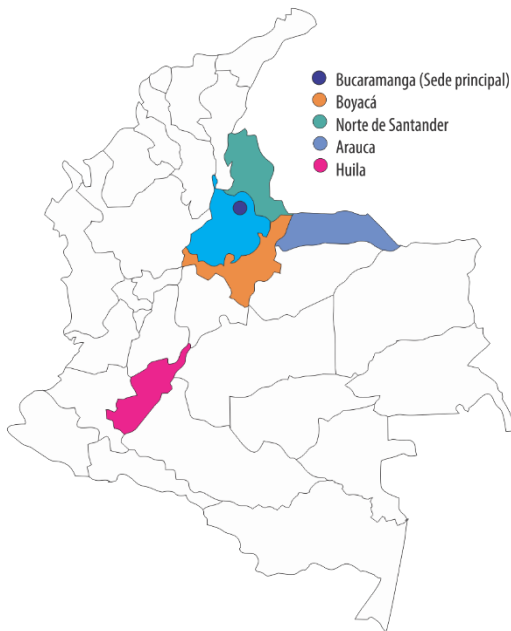 Bucaramanga (Sede principal)
Boyacá
Norte de Santander
Arauca
Huila